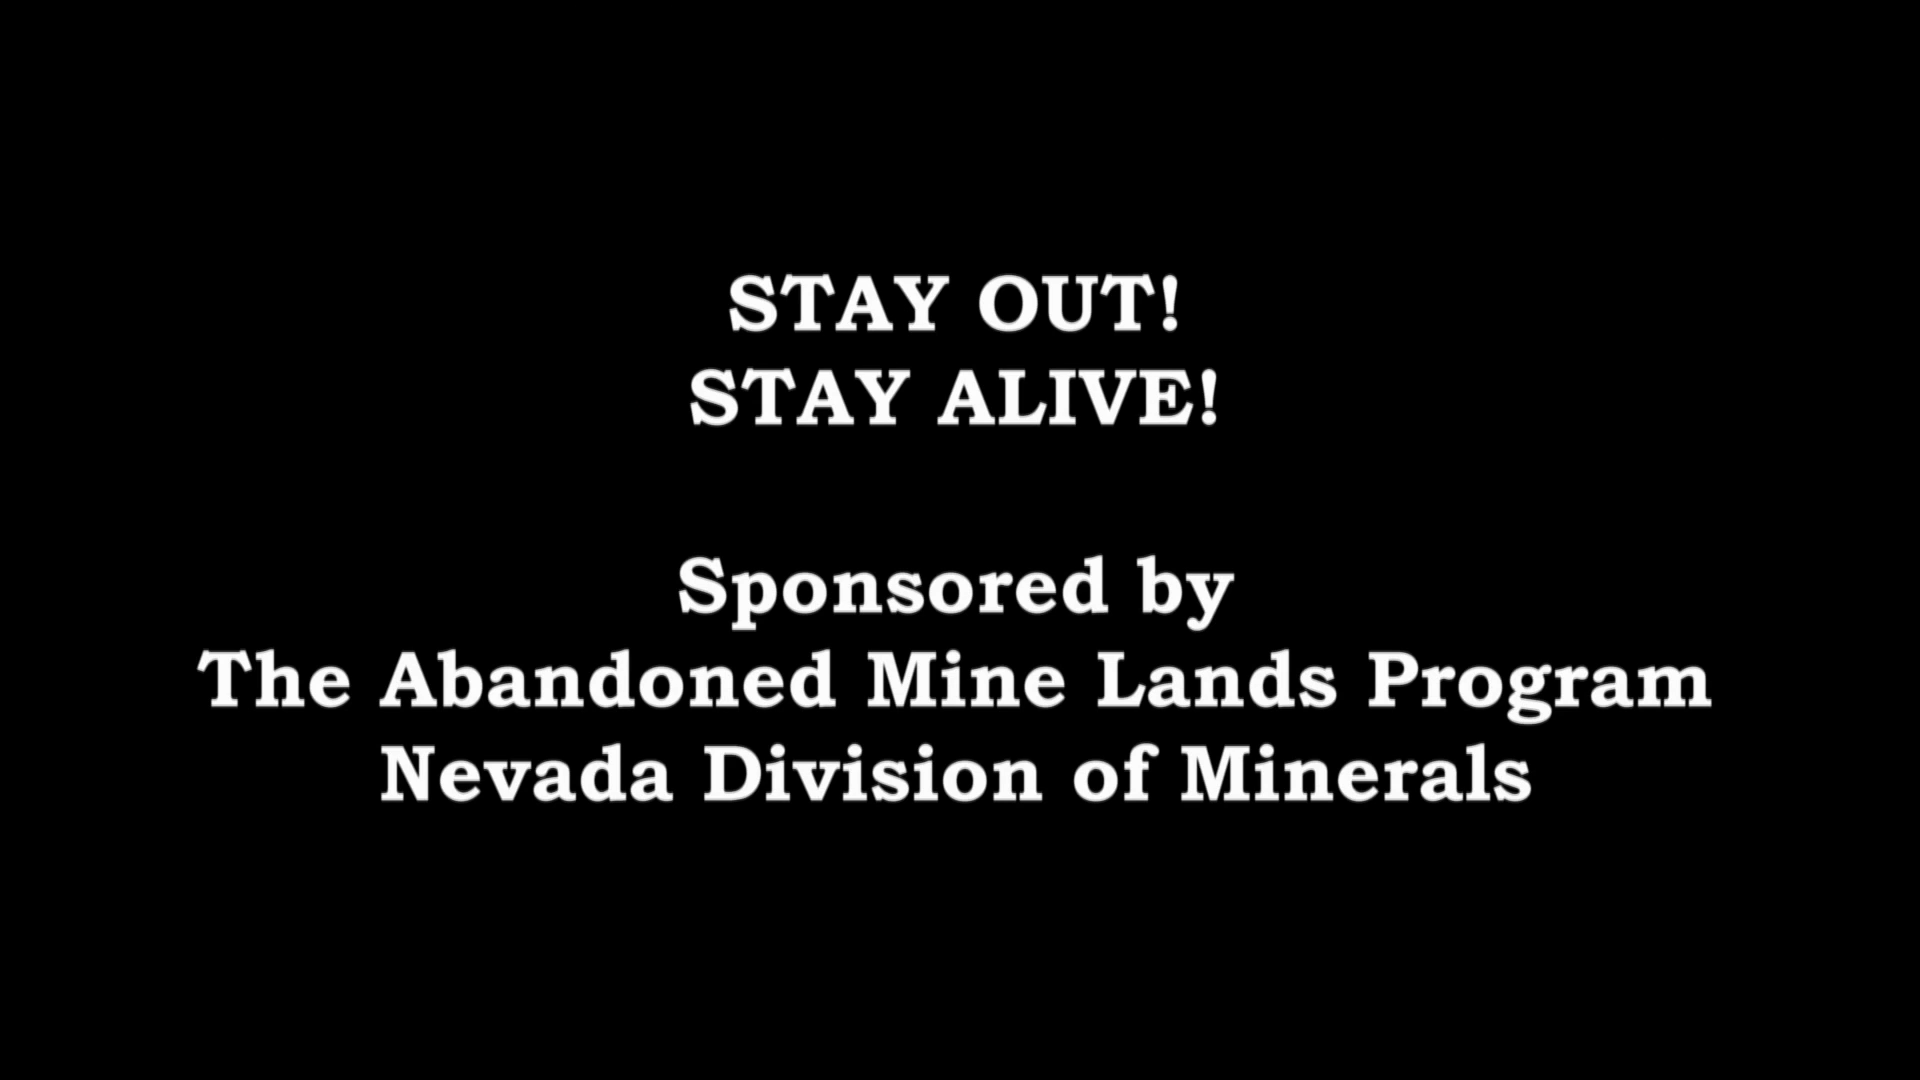 STAY OUT!
STAY ALIVE!
Sponsored by
The Abandoned Mine Lands Program
Nevada Division of Minerals